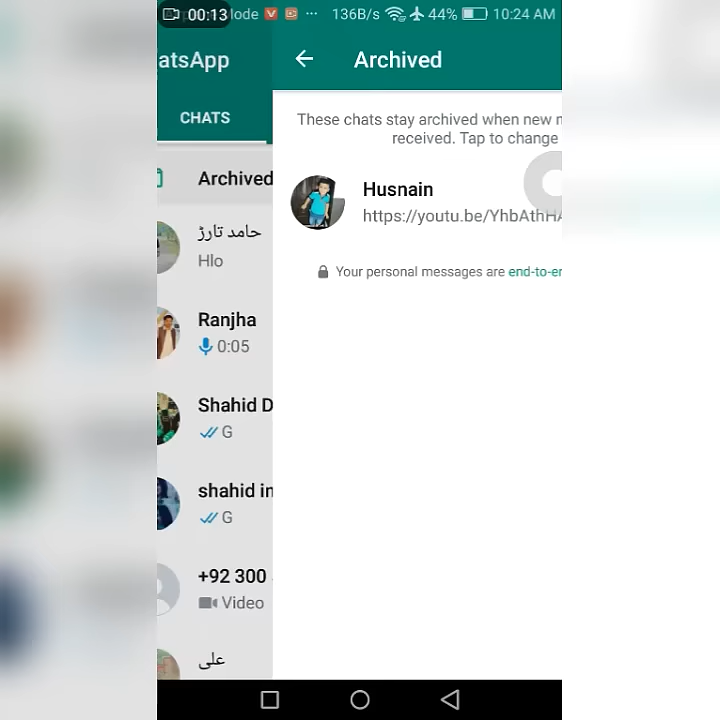 00:13 lode ... 136B/s 44% 10:24 AM
atsApp
Archived
CHATS
These chats stay archived when new
received. Tap to change
Archived
Husnain
https://youtu.be/YhbAthHA
حامد تارڑ
Hlo
Your personal messages are end-to-en
Ranjha
0:05
Shahid D
G
shahid in
G
+92 300
Video
علی